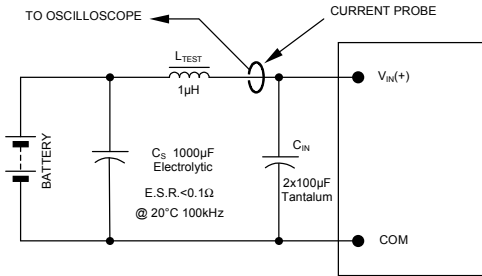 TO OSCILLOSCOPE
CURRENT PROBE
LTEST
1µH
VIN(+)
BATTERY
CS 1000µF
Electrolytic
E.S.R.<0.1Ω
@ 20°C 100kHz
CIN
2x100µF
Tantalum
COM